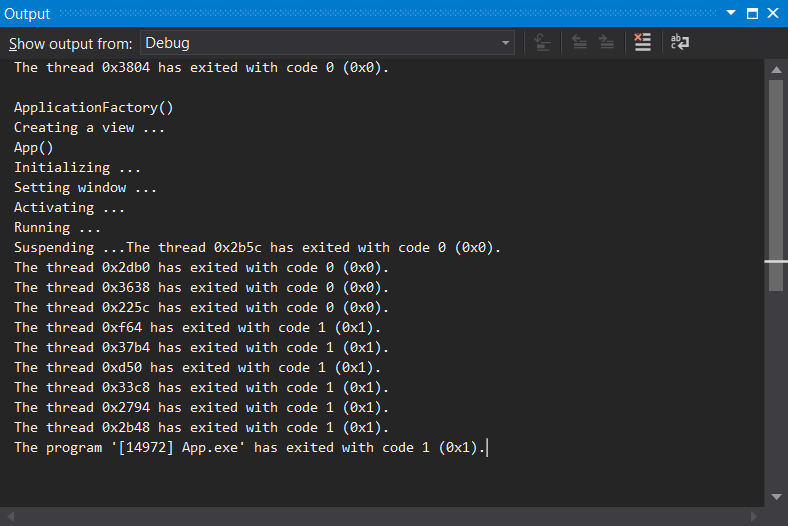 Output
Show output from: Debug
The thread 0x3804 has exited with code 0 (0x0).
ApplicationFactory()
Creating a view ...
App()
Initializing ...
Setting window ...
Activating ...
Running ...
Suspending ...The thread 0x2b5c has exited with code 0 (0x0).
The thread 0x2db0 has exited with code 0 (0x0).
The thread 0x3638 has exited with code 0 (0x0).
The thread 0x225c has exited with code 0 (0x0).
The thread 0xf64 has exited with code 1 (0x1).
The thread 0x37b4 has exited with code 1 (0x1).
The thread 0xd50 has exited with code 1 (0x1).
The thread 0x33c8 has exited with code 1 (0x1).
The thread 0x2794 has exited with code 1 (0x1).
The thread 0x2b48 has exited with code 1 (0x1).
The program '[14972] App.exe' has exited with code 1 (0x1).